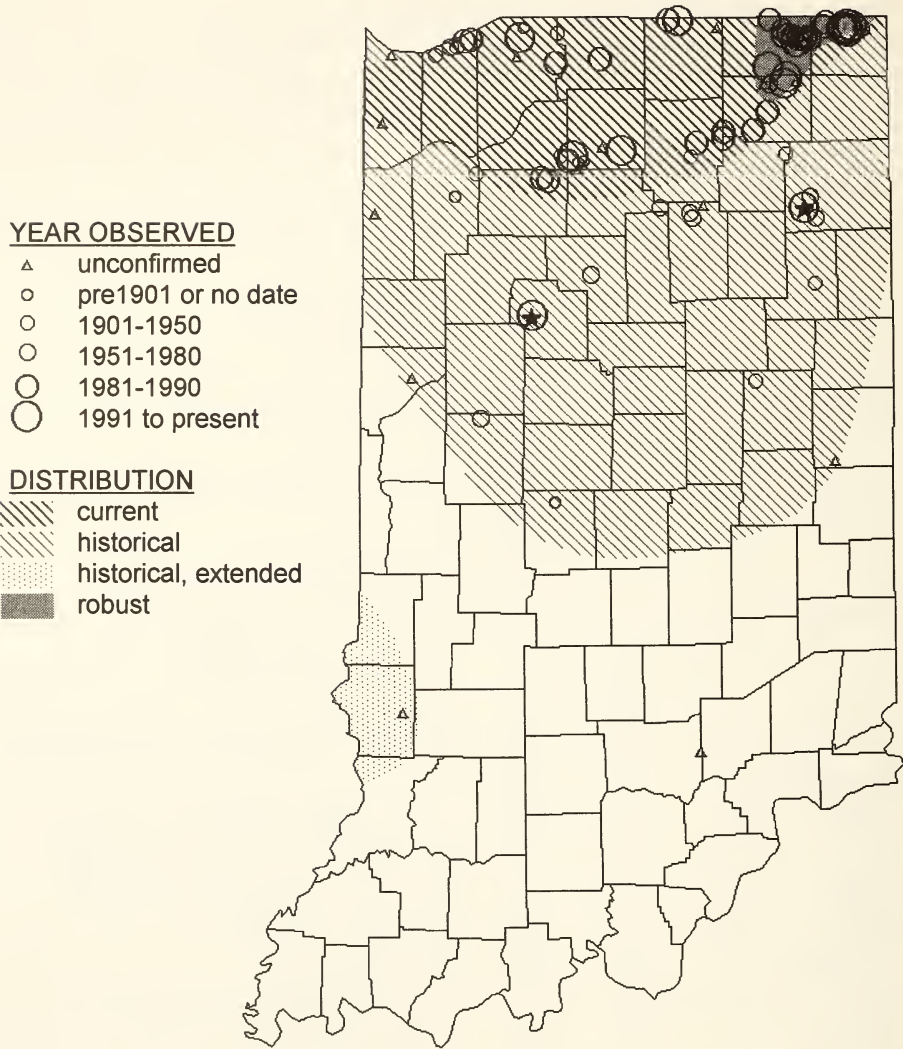 YEAR OBSERVED
unconfirmed
pre1901 or no date
1901-1950
1951-1980
1981-1990
1991 to present
DISTRIBUTION
current
historical
historical, extended
robust